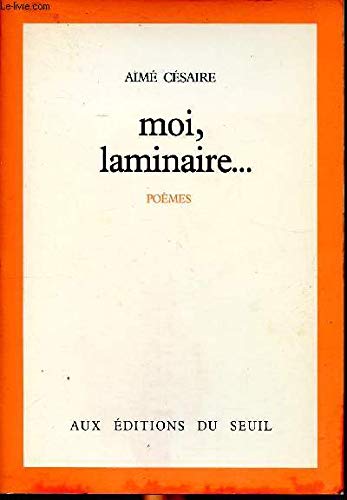 Le-livre.com
AIMÉ CÉSAIRE
moi,
laminaire...
POÈMES
AUX ÉDITIONS DU SEUIL